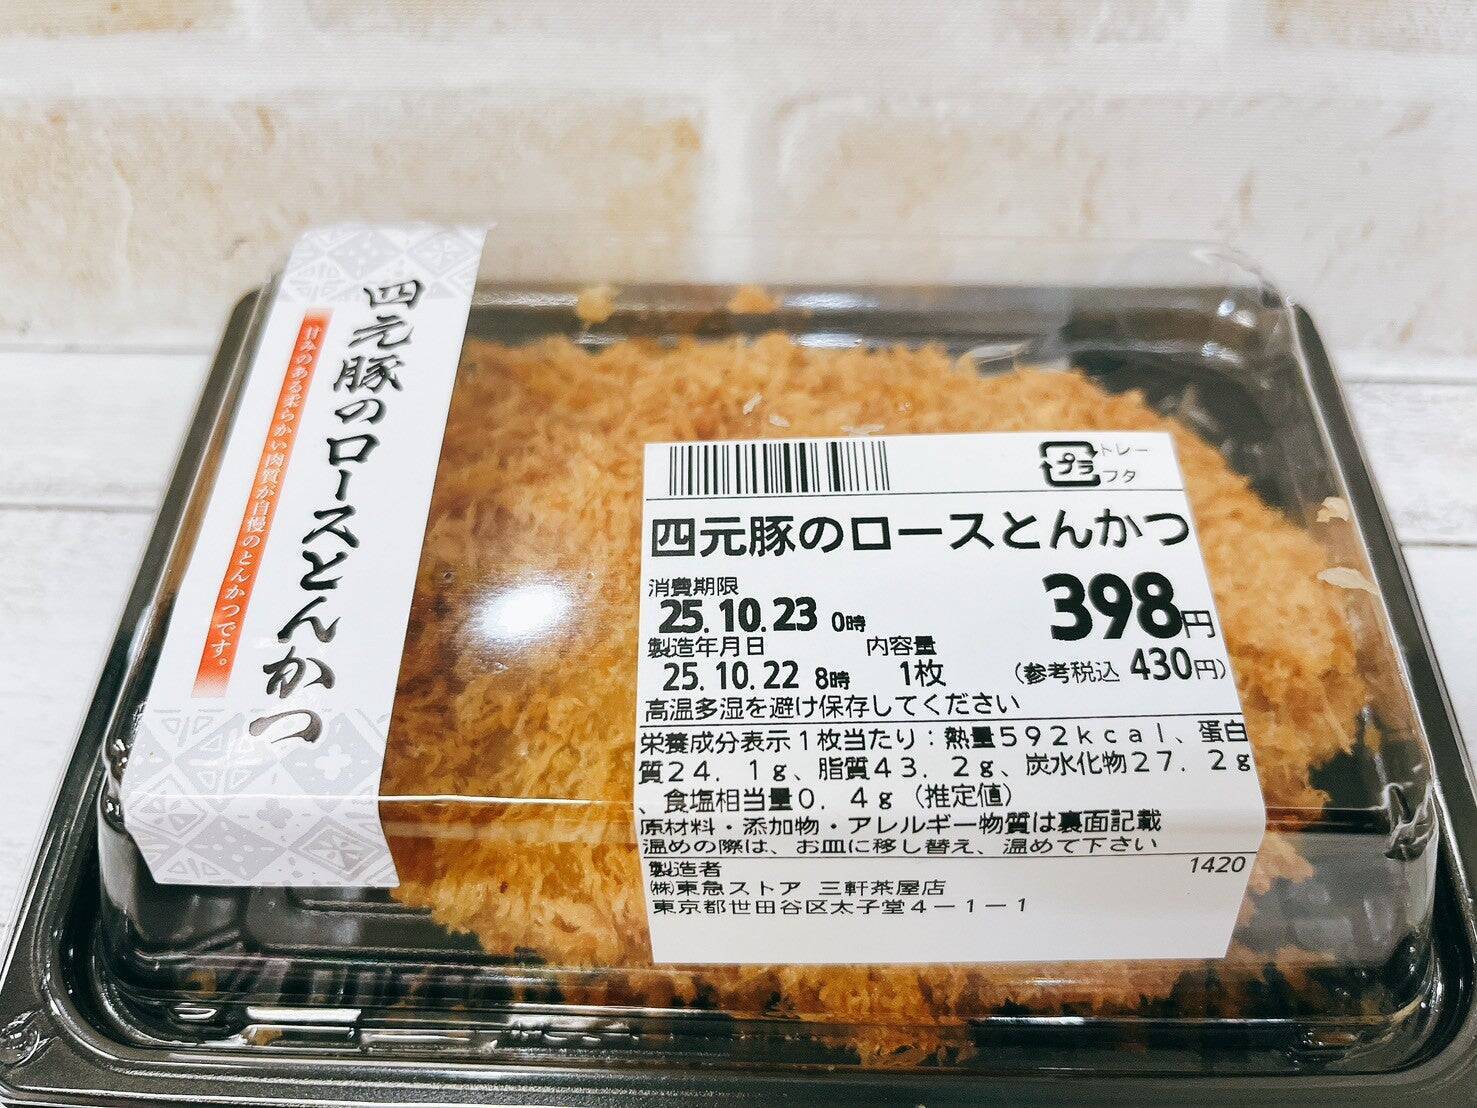 四元豚のロースとんかつ
甘みのある柔らかい肉質が自慢のとんかつです。
プラ
トレー
フタ
四元豚のロースとんかつ
消費期限
25.10.23 0時
398円
製造年月日
内容量
25.10.22 8時
1枚
(参考税込 430円)
高温多湿を避け保存してください
栄養成分表示1枚当たり:熱量592kcal、蛋白
質24.1g、脂質43.2g、炭水化物27.2g
、食塩相当量0.4g(推定値)
原材料・添加物・アレルギー物質は裏面記載
温めの際は、お皿に移し替え、温めて下さい
製造者
1420
㈱東急ストア 三軒茶屋店
東京都世田谷区太子堂4-1-1